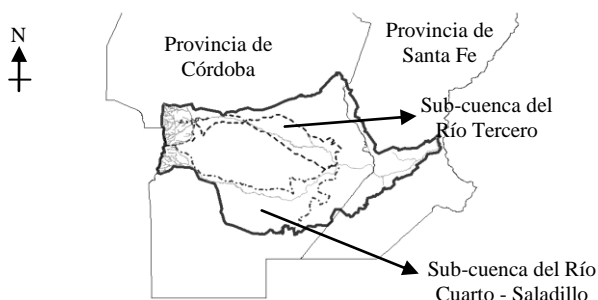 N
Provincia de
Córdoba
Provincia de
Santa Fe
Sub-cuenca del
Río Tercero
Sub-cuenca del Río
Cuarto - Saladillo